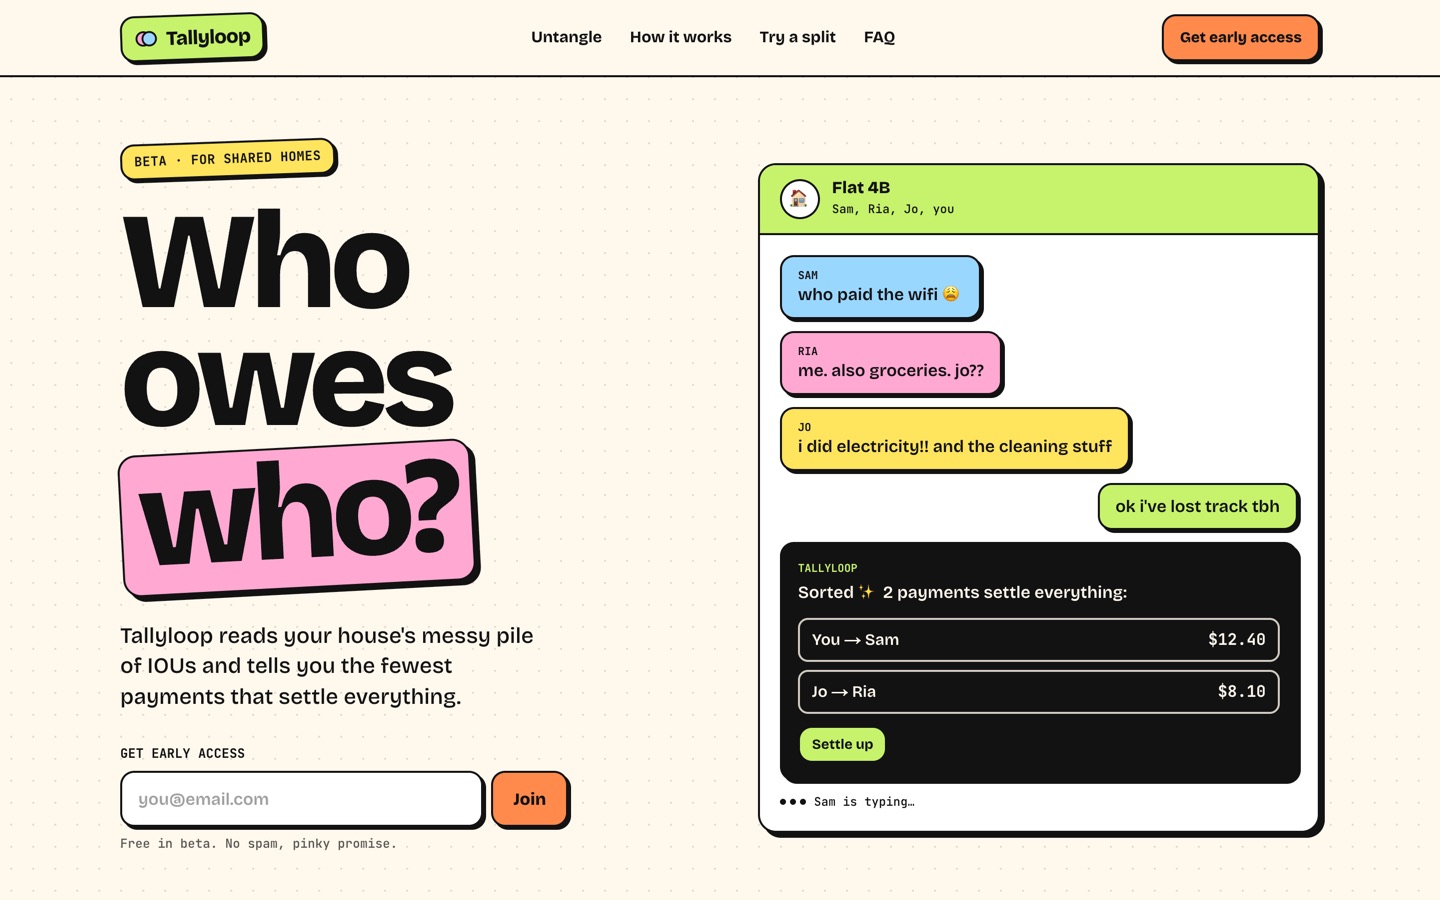 Tallyloop
Untangle
How it works
Try a split
FAQ
Get early access
BETA · FOR SHARED HOMES
Who
owes
who?
Tallyloop reads your house's messy pile
of IOUs and tells you the fewest
payments that settle everything.
GET EARLY ACCESS
you@email.com
Join
Free in beta. No spam, pinky promise.
🏠
Flat 4B
Sam, Ria, Jo, you
SAM
who paid the wifi 😩
RIA
me. also groceries. jo??
JO
i did electricity!! and the cleaning stuff
ok i've lost track tbh
TALLYLOOP
Sorted ✨ 2 payments settle everything:
You → Sam $12.40
Jo → Ria $8.10
Settle up
Sam is typing…